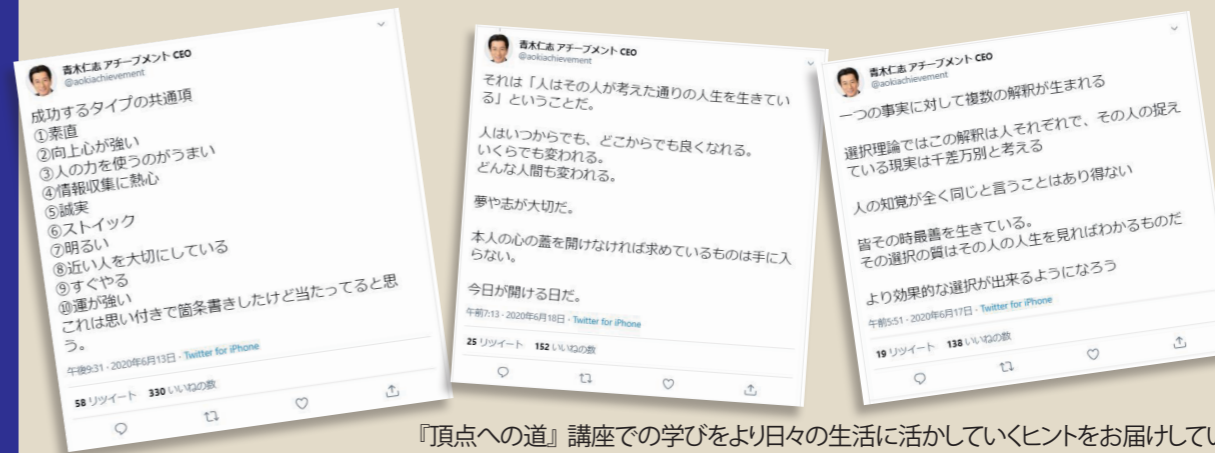 青木仁志 アチーブメント CEO
@aokiachievement
成功するタイプの共通項
①素直
②向上心が強い
③人の力を使うのがうまい
④情報収集に熱心
⑤誠実
⑥ストイック
⑦明るい
⑧近い人を大切にしている
⑨すぐやる
⑩運が強い
これは思い付きで箇条書きしたけど当たってると思
う。
午後9:31 · 2020年6月13日 · Twitter for iPhone
58 リツイート 330 いいねの数
青木仁志 アチーブメント CEO
@aokiachievement
それは「人はその人が考えた通りの人生を生きてい
る」ということだ。
人はいつからでも、どこからでも良くなれる。
いくらでも変われる。
どんな人間も変われる。
夢や志が大切だ。
本人の心の蓋を開けなければ求めているものは手に入
らない。
今日が開ける日だ。
午前7:13 · 2020年6月18日 · Twitter for iPhone
25 リツイート 152 いいねの数
青木仁志 アチーブメント CEO
@aokiachievement
一つの事実に対して複数の解釈が生まれる
選択理論ではこの解釈は人それぞれで、その人の捉え
ている現実は千差万別と考える
人の知覚が全く同じと言うことはあり得ない
皆その時最善を生きている。
その選択の質はその人の人生を見ればわかるものだ
より効果的な選択が出来るようになろう
午前5:51 · 2020年6月17日 · Twitter for iPhone
19 リツイート 138 いいねの数
『頂点への道』講座での学びをより日々の生活に活かしていくヒントをお届けしてい